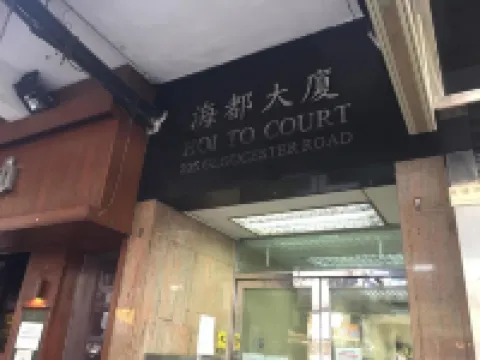 海都大廈
HOI TO COURT
GLOUCESTER ROAD